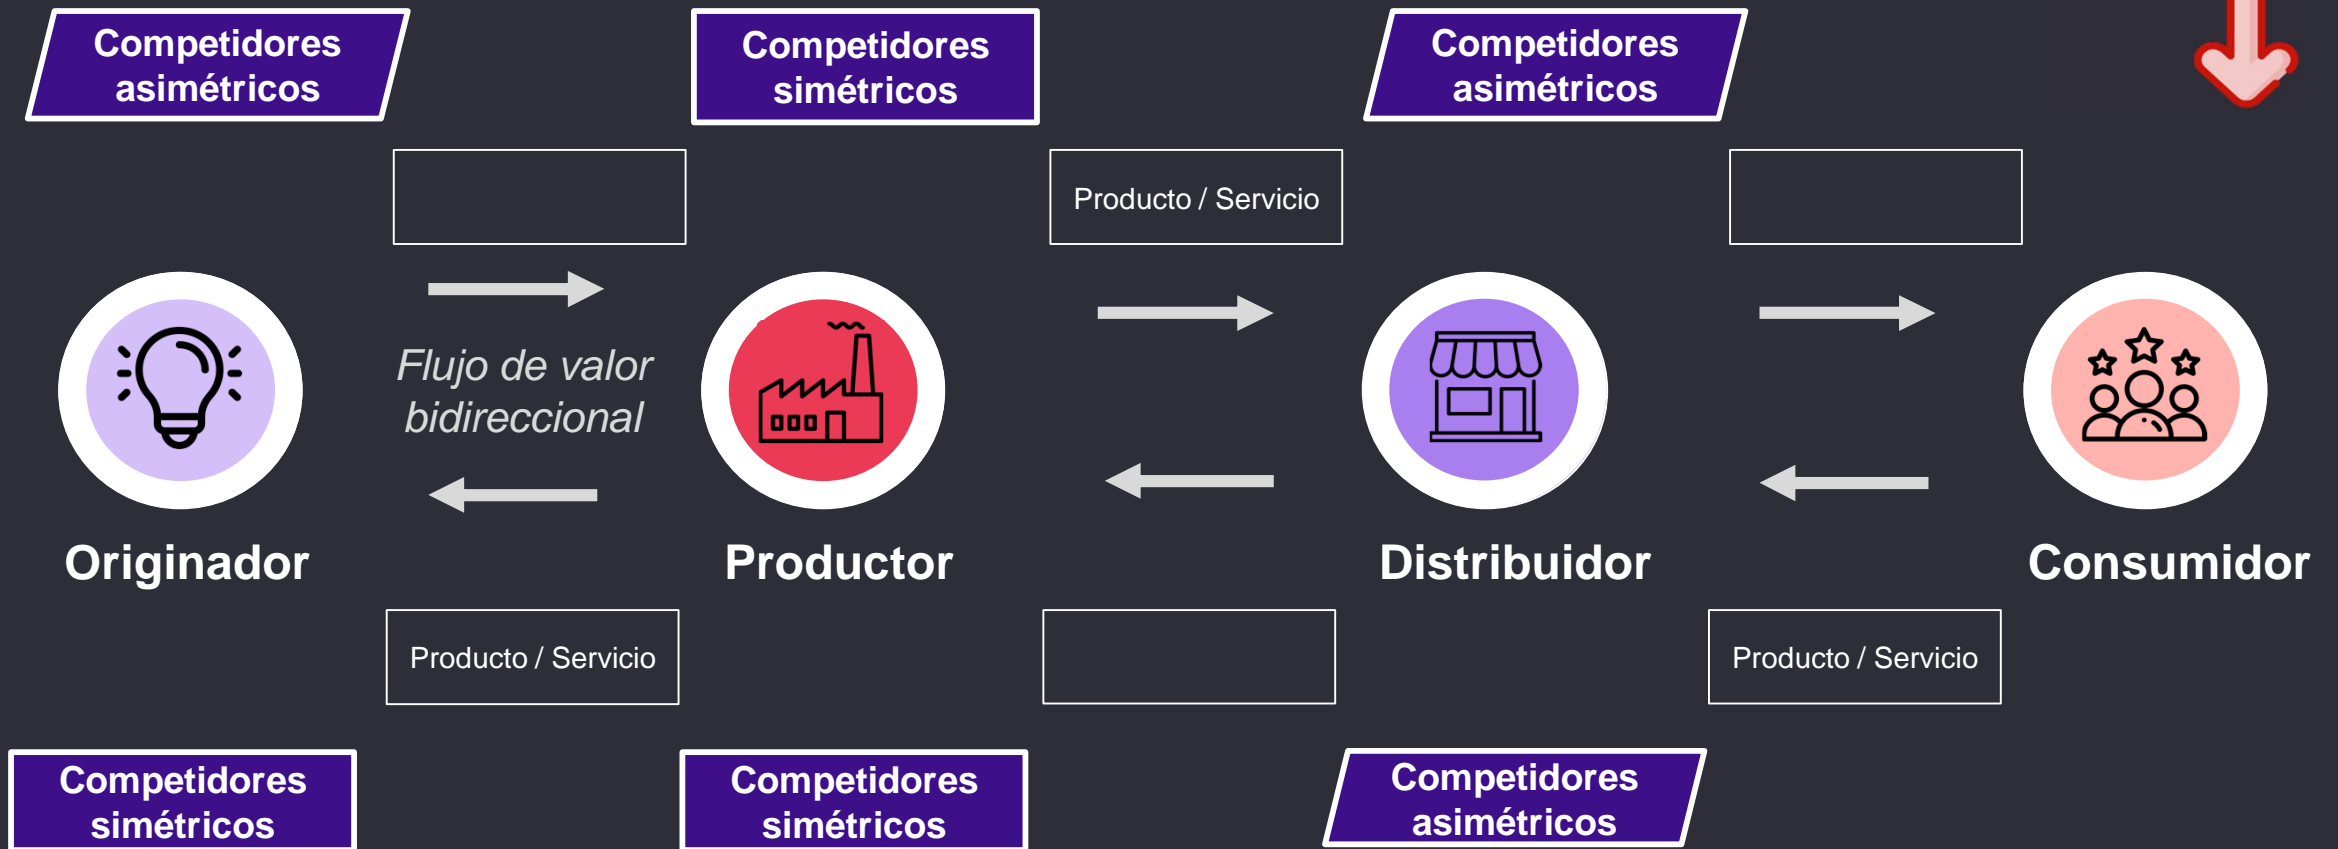 Competidores
asimétricos
Competidores
simétricos
Competidores
asimétricos
Producto / Servicio
Flujo de valor
bidireccional
Originador
Productor
Distribuidor
Consumidor
Producto / Servicio
Producto / Servicio
Competidores
simétricos
Competidores
simétricos
Competidores
asimétricos